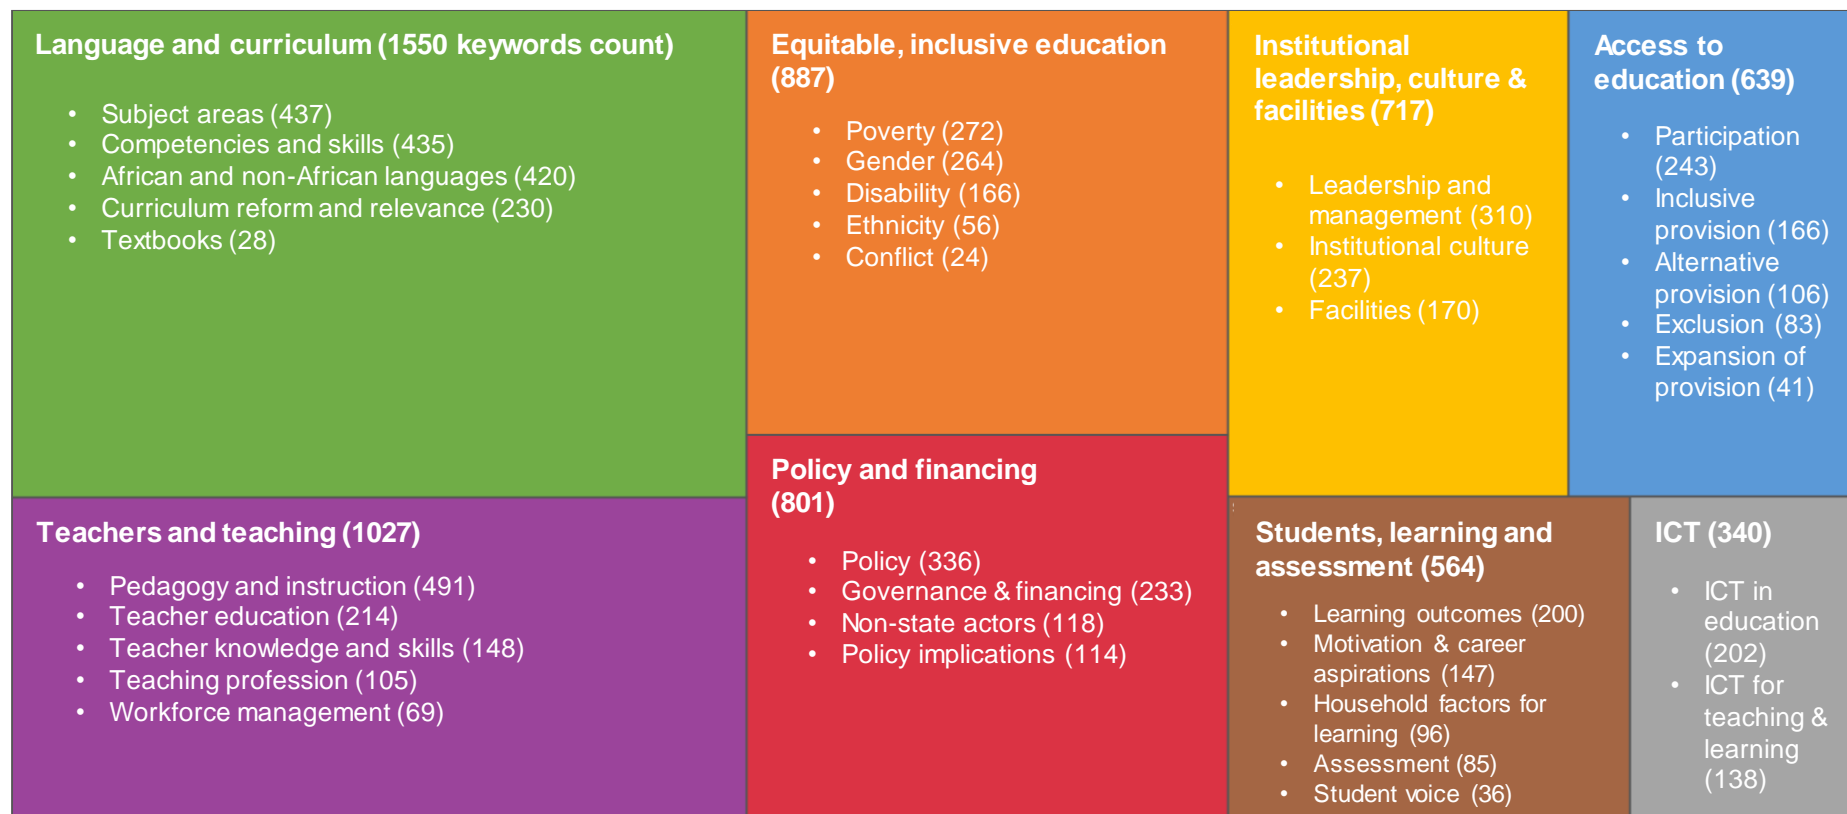 Language and curriculum (1550 keywords count)
• Subject areas (437)
• Competencies and skills (435)
• African and non-African languages (420)
• Curriculum reform and relevance (230)
• Textbooks (28)
Equitable, inclusive education
(887)
• Poverty (272)
• Gender (264)
• Disability (166)
• Ethnicity (56)
• Conflict (24)
Institutional
leadership, culture &
facilities (717)
• Leadership and
management (310)
• Institutional culture
(237)
• Facilities (170)
Access to
education (639)
• Participation
(243)
• Inclusive
provision (166)
• Alternative
provision (106)
• Exclusion (83)
• Expansion of
provision (41)
Teachers and teaching (1027)
• Pedagogy and instruction (491)
• Teacher education (214)
• Teacher knowledge and skills (148)
• Teaching profession (105)
• Workforce management (69)
Policy and financing
(801)
• Policy (336)
• Governance & financing (233)
• Non-state actors (118)
• Policy implications (114)
Students, learning and
assessment (564)
• Learning outcomes (200)
• Motivation & career
aspirations (147)
• Household factors for
learning (96)
• Assessment (85)
• Student voice (36)
ICT (340)
• ICT in
education
(202)
• ICT for
teaching &
learning
(138)